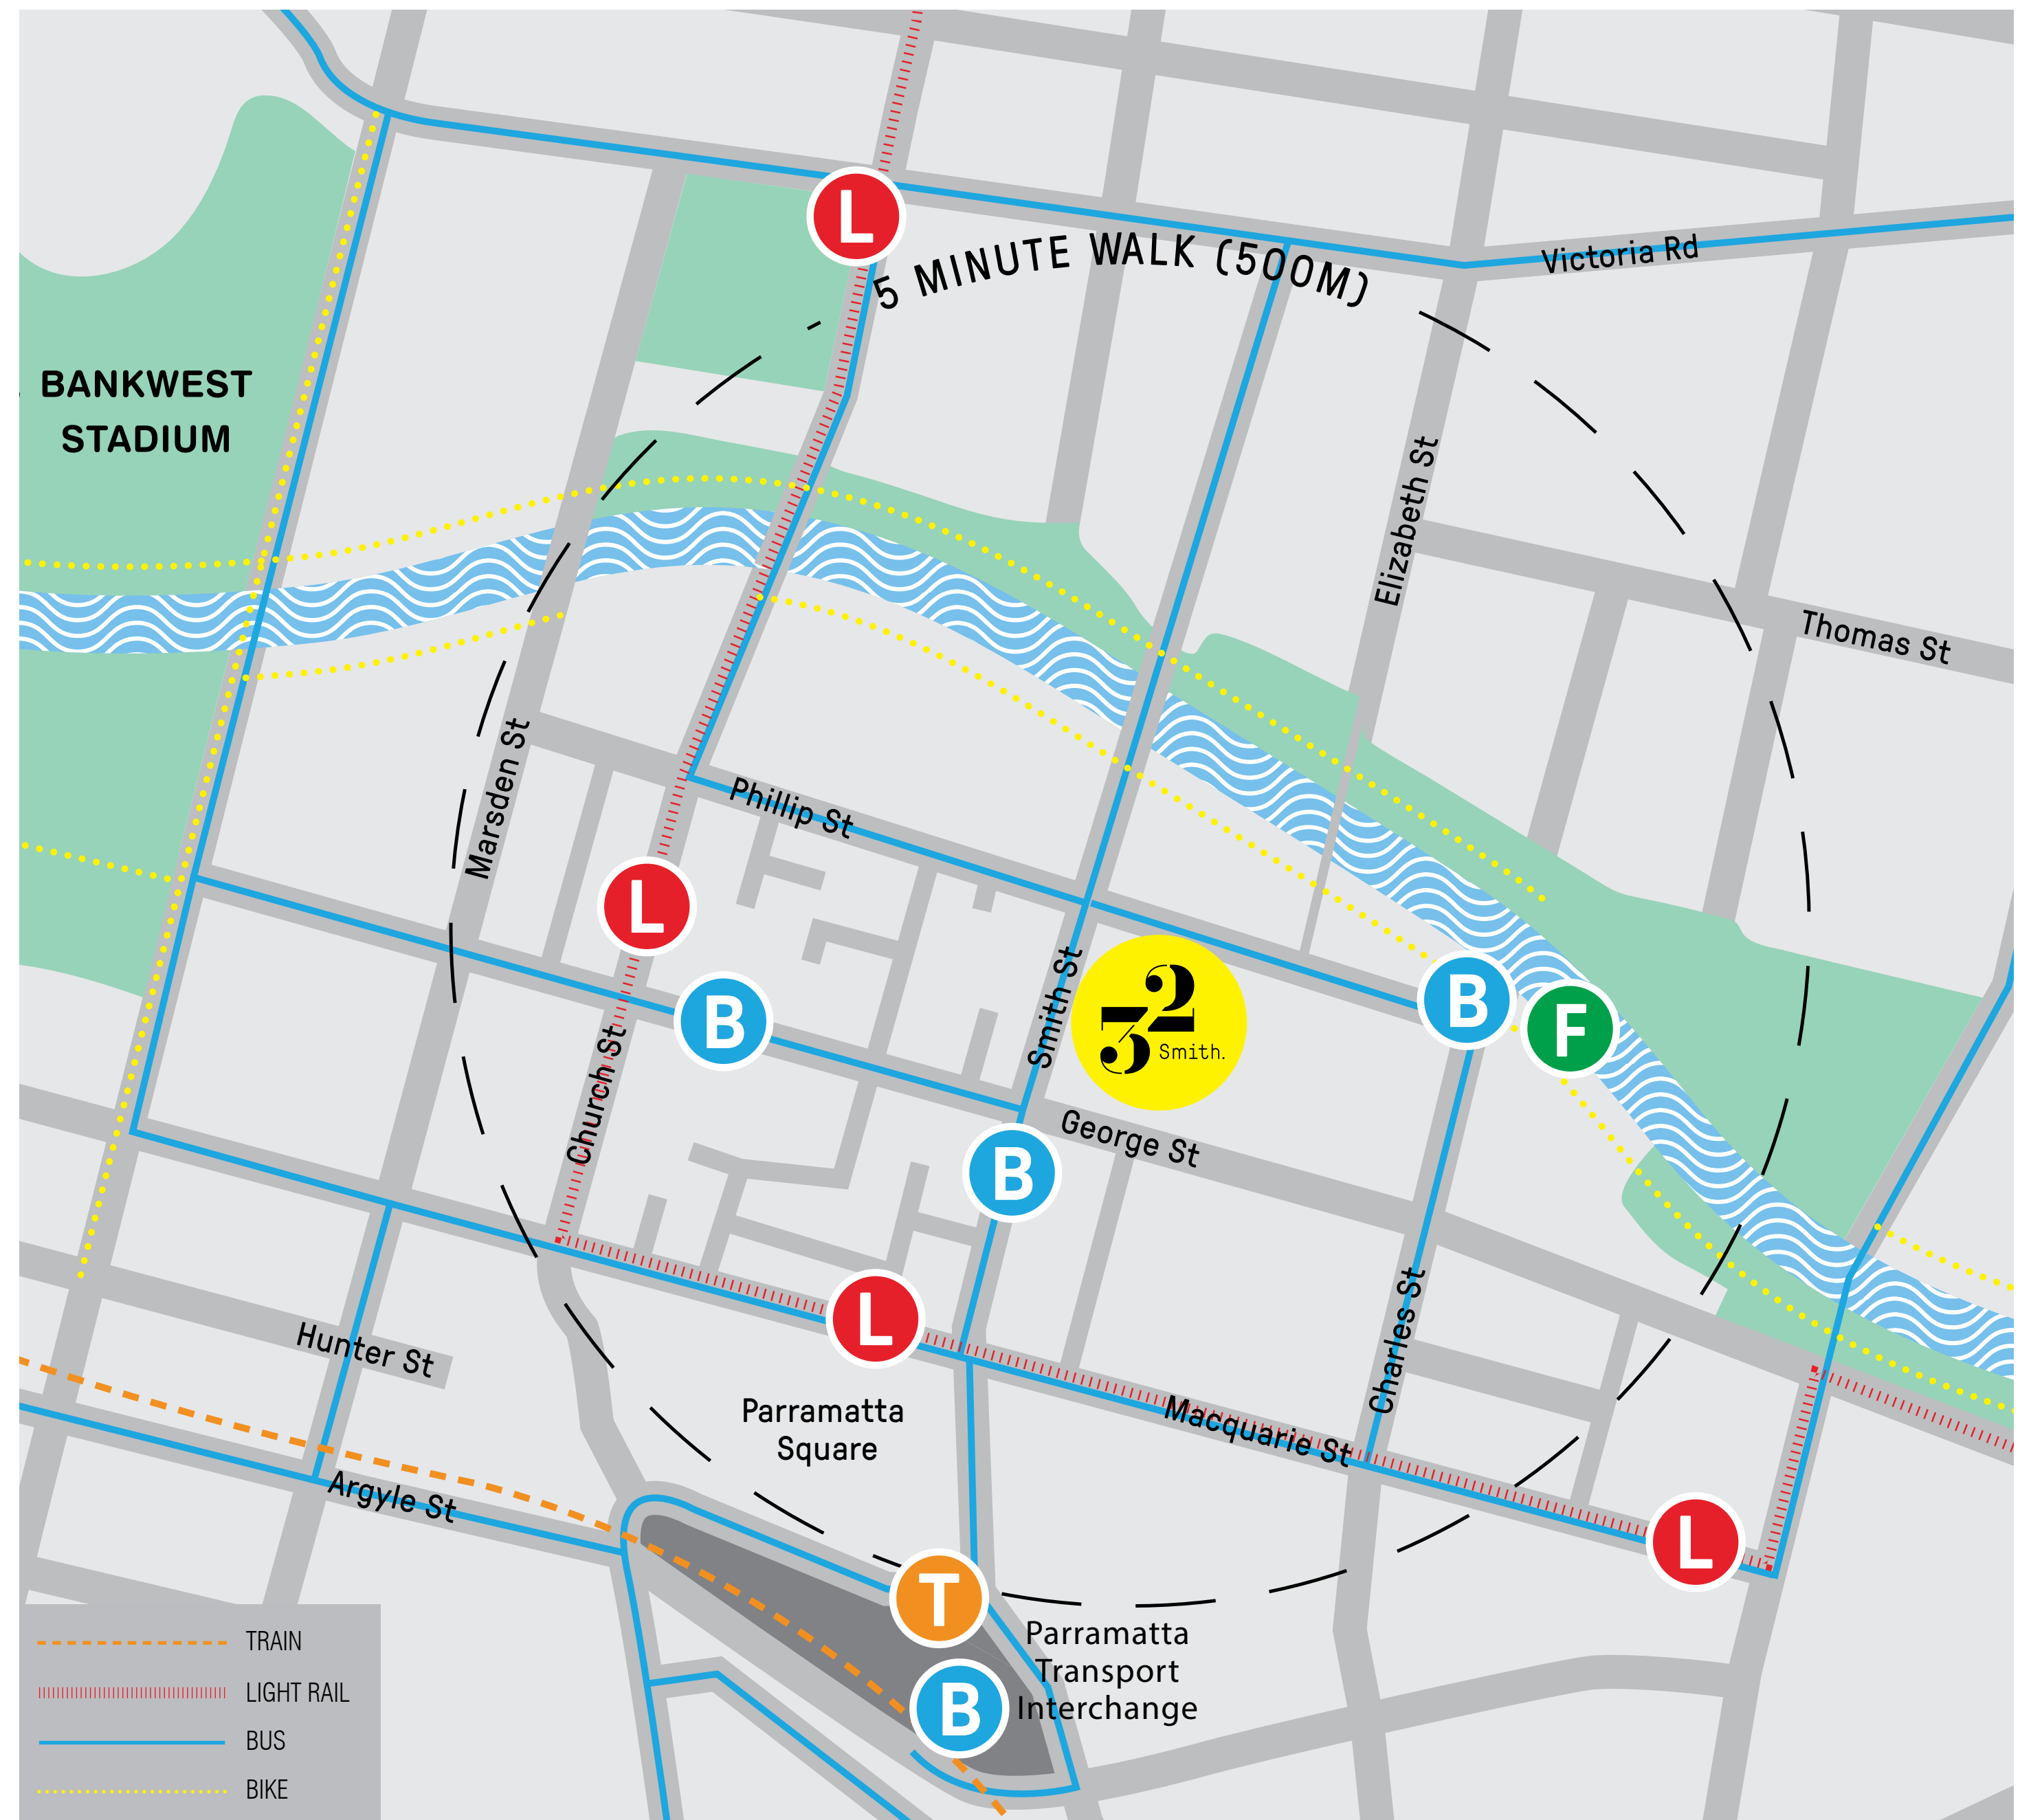 L
5 MINUTE WALK (500M)
Victoria Rd
BANKWEST
STADIUM
Elizabeth St
Thomas St
Marsden St
Phillip St
L
B
Smith St
32
Smith.
B
F
Church St
George St
B
Hunter St
L
Charles St
Parramatta
Square
Macquarie St
Argyle St
L
T
Parramatta
Transport
Interchange
B
TRAIN
LIGHT RAIL
BUS
BIKE